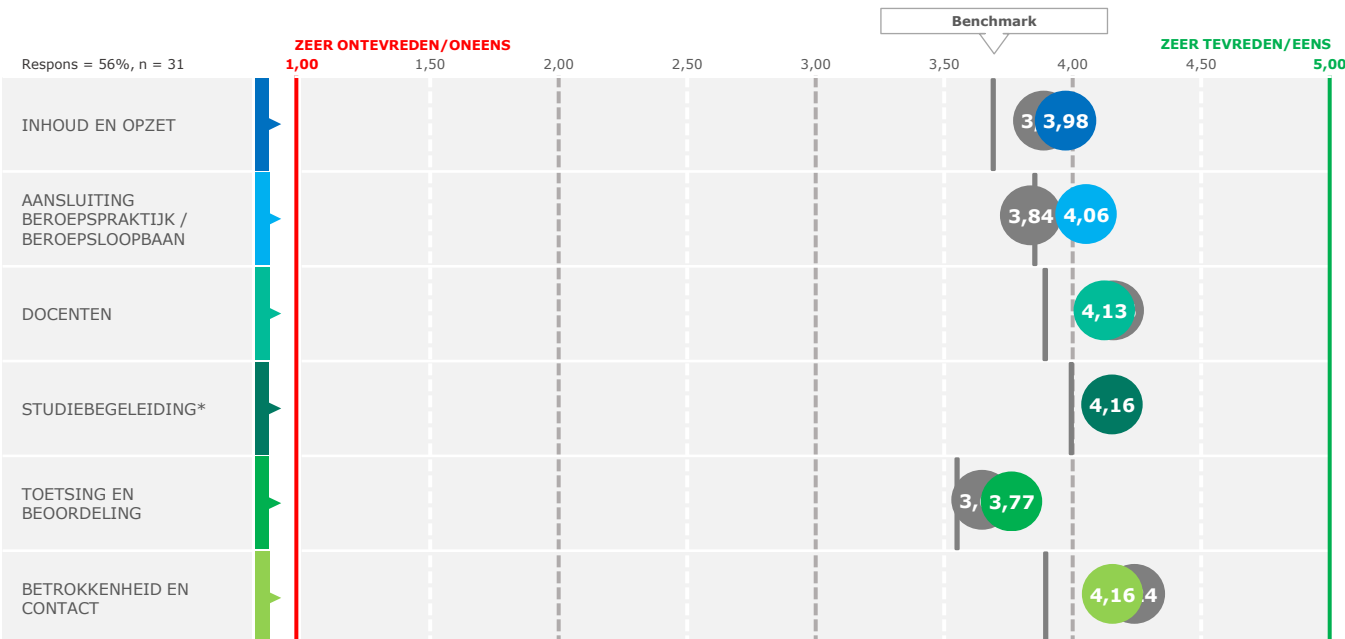 Benchmark
ZEER ONTEVREDEN/ONEENS
ZEER TEVREDEN/EENS
Respons = 56%, n = 31
1,00
1,50
2,00
2,50
3,00
3,50
4,00
4,50
5,00
INHOUD EN OPZET
3,98
AANSLUITING
BEROEPSPRAKTIJK /
BEROEPSLOOPBAAN
3,84
4,06
DOCENTEN
4,13
STUDIEBEGELEIDING*
4,16
TOETSING EN
BEOORDELING
3,77
BETROKKENHEID EN
CONTACT
4,16